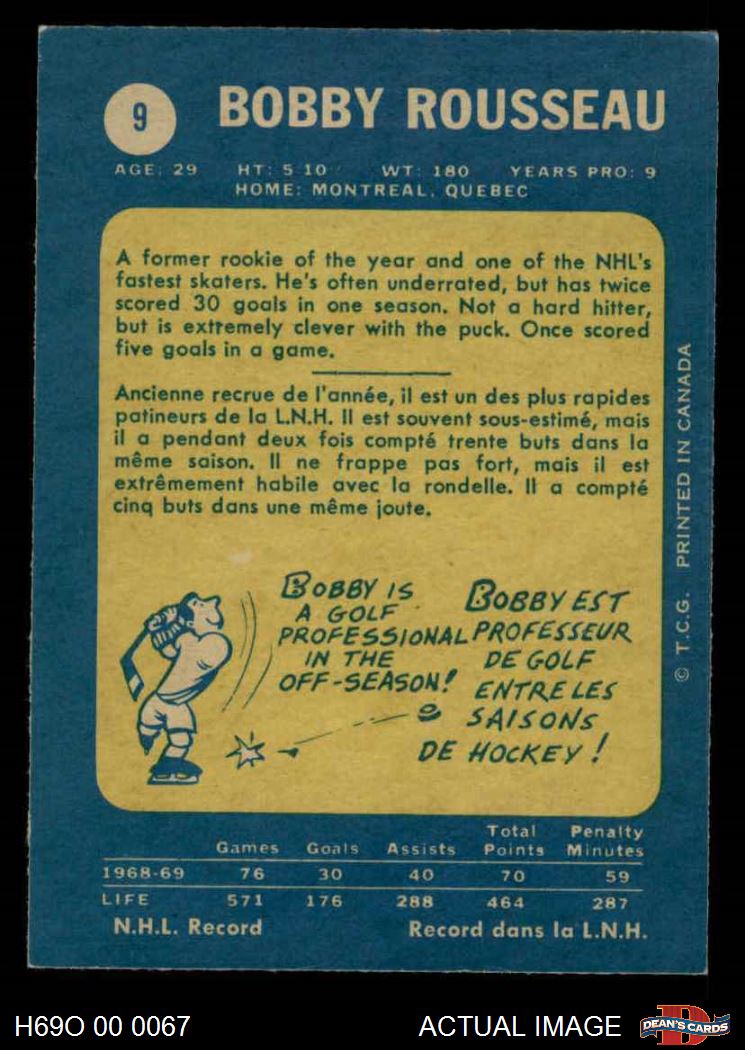 9
BOBBY ROUSSEAU
AGE: 29 HT: 5 10 WT: 180 YEARS PRO: 9
HOME: MONTREAL, QUEBEC
A former rookie of the year and one of the NHL's
fastest skaters. He's often underrated, but has twice
scored 30 goals in one season. Not a hard hitter,
but is extremely clever with the puck. Once scored
five goals in a game.
Ancienne recrue de l'année, il est un des plus rapides
patineurs de la L.N.H. Il est souvent sous-estimé, mais
il a pendant deux fois compté trente buts dans la
même saison. Il ne frappe pas fort, mais il est
extrêmement habile avec la rondelle. Il a compté
cinq buts dans une même joute.
BOBBY IS
A GOLF
PROFESSIONAL
IN THE
OFF-SEASON!
BOBBY EST
PROFESSEUR
DE GOLF
ENTRE LES
SAISONS
DE HOCKEY!
© T.C.G. PRINTED IN CANADA
Games Goals Assists Total Points Penalty Minutes
1968-69 76 30 40 70 59
LIFE 571 176 288 464 287
N.H.L. Record Record dans la L.N.H.
H69O 00 0067 ACTUAL IMAGE DEAN'S CARDS